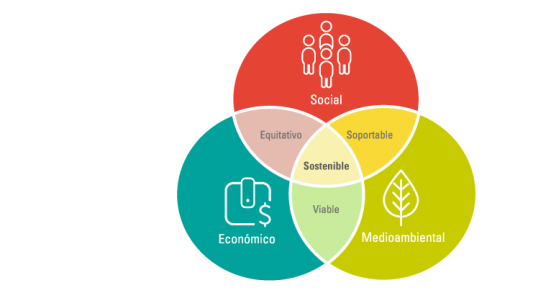 Social
Equitativo
Soportable
Sostenible
Viable
Económico
Medioambiental